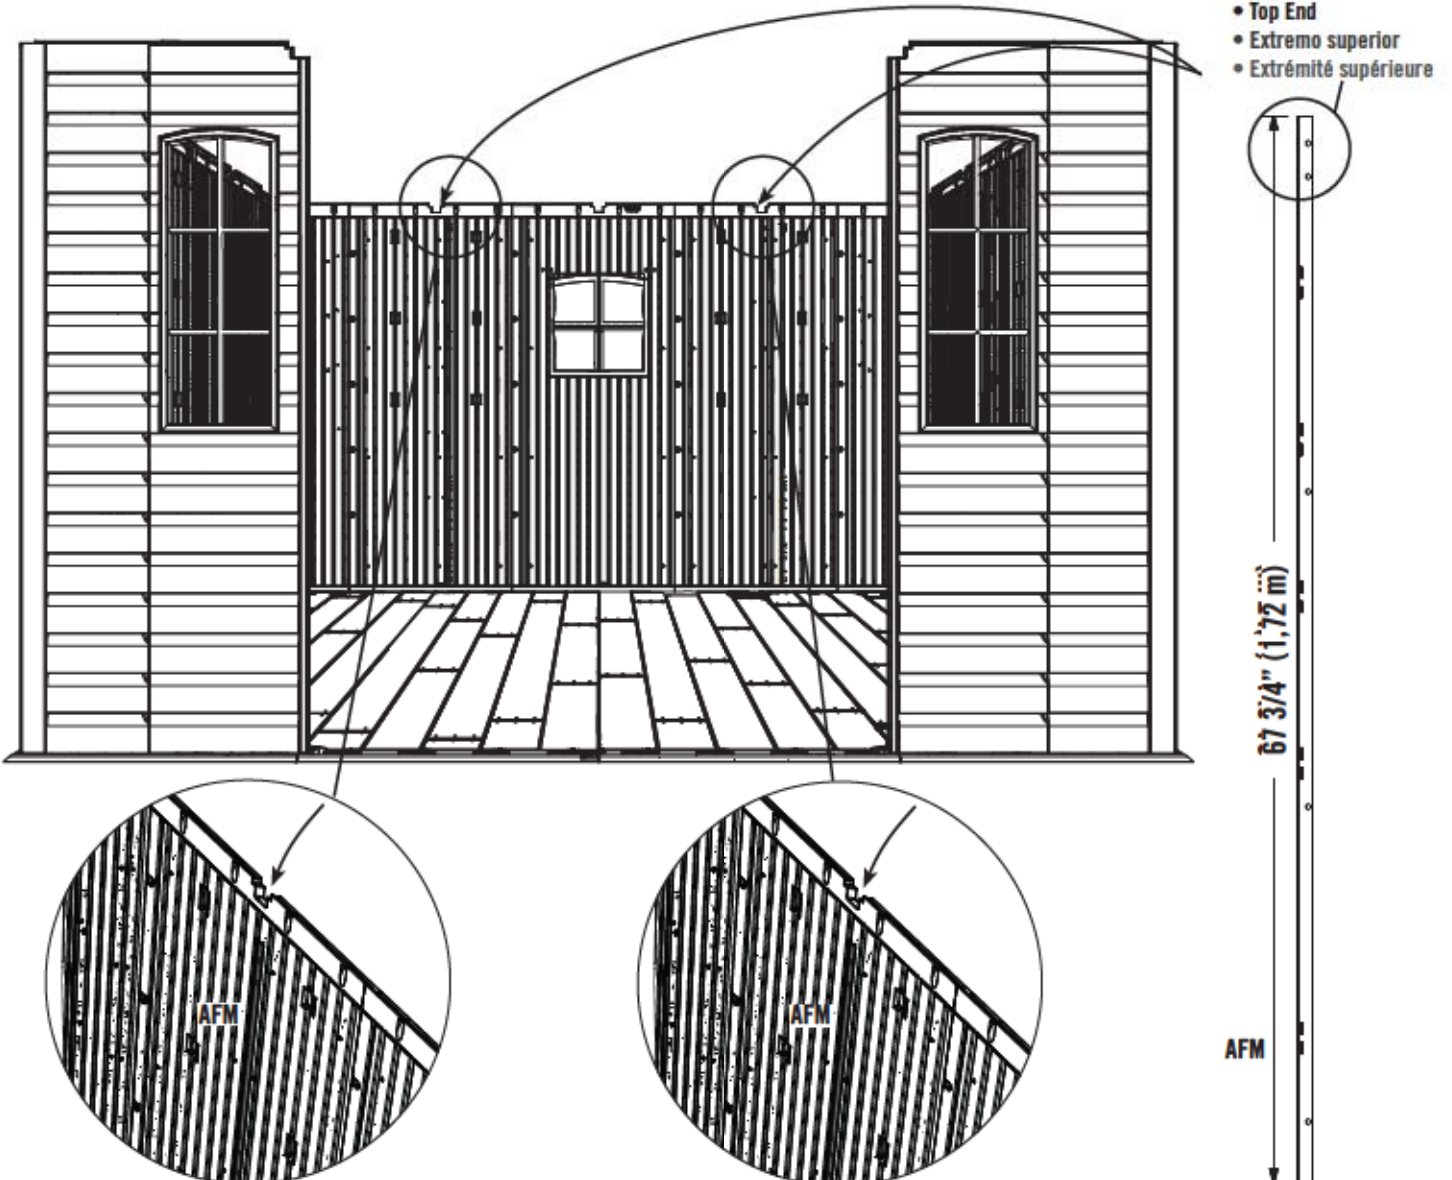 • Top End
• Extremo superior
• Extrémité supérieure
67 3/4" (1,72 m)
AFM
AFM
AFM